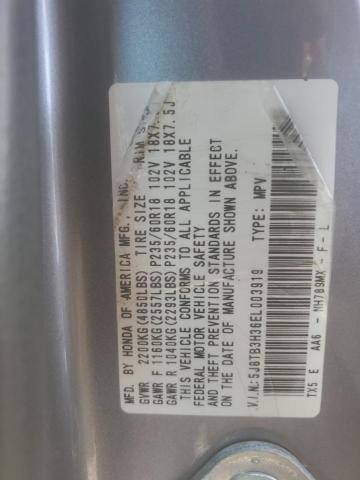 MFD. BY HONDA OF AMERICA MFG., INC.
GVWR 2200KG(4850LBS) TIRE SIZE RIM
GAWR F 1160KG(2557LBS) P235/60R18 102V 18X7.5J
GAWR R 1040KG(2293LBS) P235/60R18 102V 18X7.5J
THIS VEHICLE CONFORMS TO ALL APPLICABLE
FEDERAL MOTOR VEHICLE SAFETY
AND THEFT PREVENTION STANDARDS IN EFFECT
ON THE DATE OF MANUFACTURE SHOWN ABOVE.
V.I.N:5J8TB3H36EL003919 TYPE: MPV
TX5 E AA6 - NH789MX - F - L